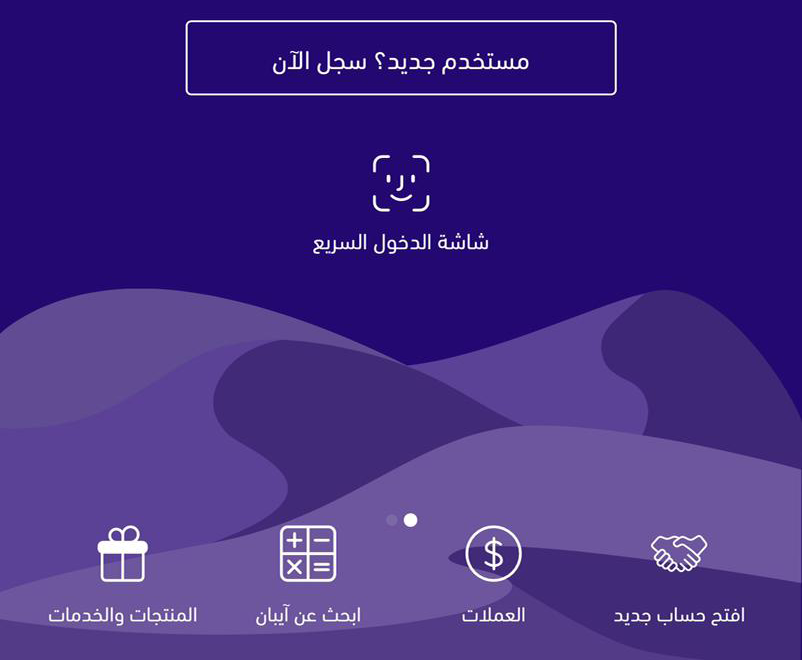 مستخدم جديد؟ سجل الآن
شاشة الدخول السريع
افتح حساب جديد
العملات
ابحث عن آيبان
المنتجات والخدمات